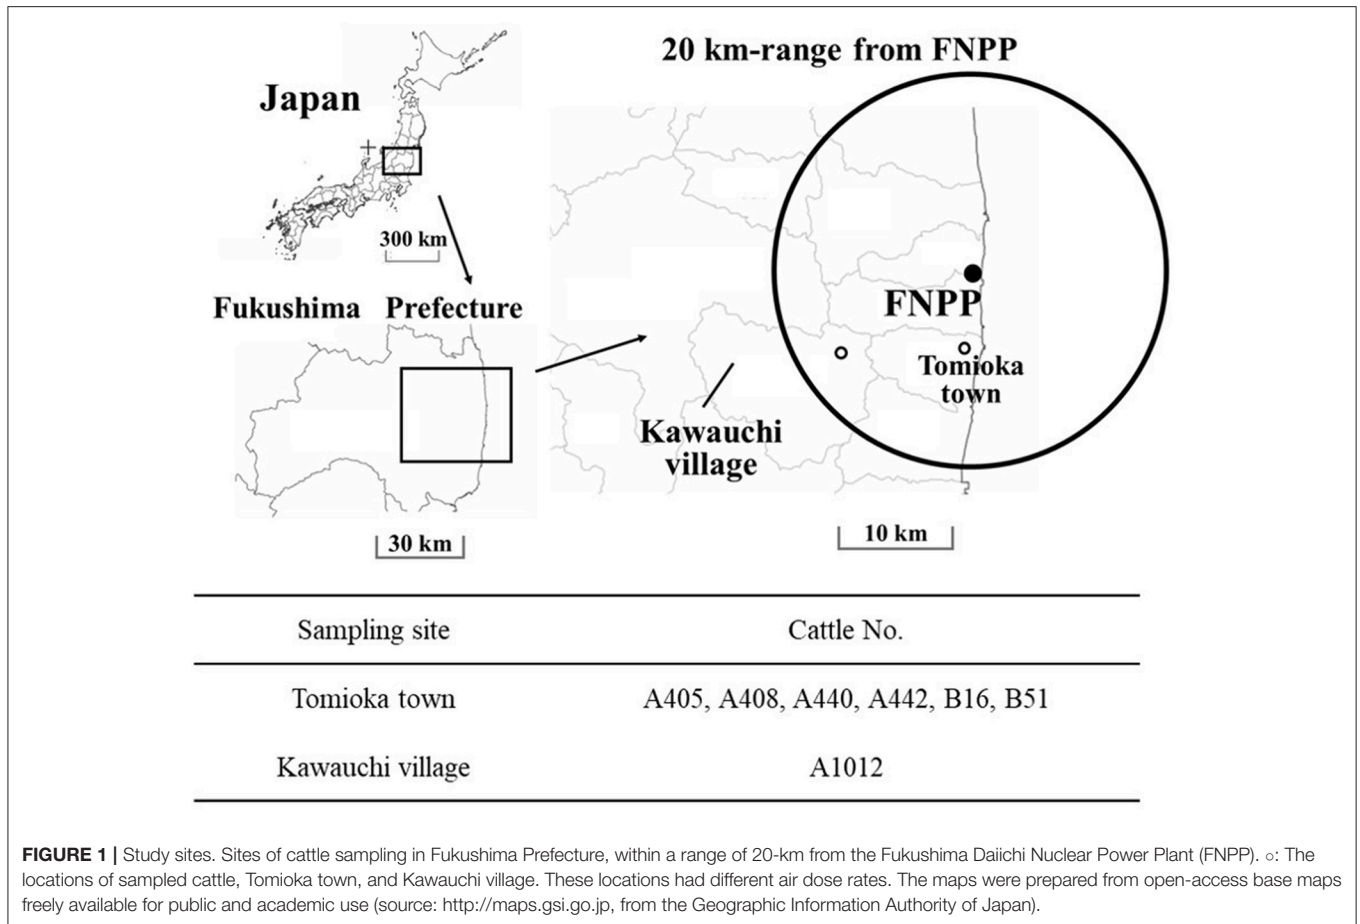 20 km-range from FNPP
Japan
300 km
Fukushima Prefecture
FNPP
Tomioka
town
Kawauchi
village
30 km
10 km
Sampling site Cattle No.
Tomioka town A405, A408, A440, A442, B16, B51
Kawauchi village A1012
FIGURE 1 | Study sites. Sites of cattle sampling in Fukushima Prefecture, within a range of 20-km from the Fukushima Daiichi Nuclear Power Plant (FNPP). ○: The
locations of sampled cattle, Tomioka town, and Kawauchi village. These locations had different air dose rates. The maps were prepared from open-access base maps
freely available for public and academic use (source: http://maps.gsi.go.jp, from the Geographic Information Authority of Japan).